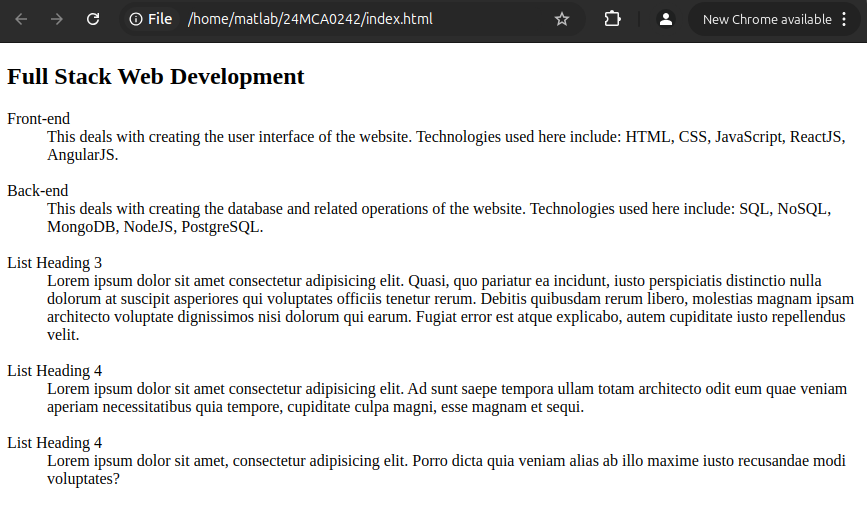 File /home/matlab/24MCA0242/index.html New Chrome available
Full Stack Web Development
Front-end
This deals with creating the user interface of the website. Technologies used here include: HTML, CSS, JavaScript, ReactJS,
AngularJS.
Back-end
This deals with creating the database and related operations of the website. Technologies used here include: SQL, NoSQL,
MongoDB, NodeJS, PostgreSQL.
List Heading 3
Lorem ipsum dolor sit amet consectetur adipisicing elit. Quasi, quo pariatur ea incidunt, iusto perspiciatis distinctio nulla
dolorum at suscipit asperiores qui voluptates officiis tenetur rerum. Debitis quibusdam rerum libero, molestias magnam ipsam
architecto voluptate dignissimos nisi dolorum qui earum. Fugiat error est atque explicabo, autem cupiditate iusto repellendus
velit.
List Heading 4
Lorem ipsum dolor sit amet consectetur adipisicing elit. Ad sunt saepe tempora ullam totam architecto odit eum quae veniam
aperiam necessitatibus quia tempore, cupiditate culpa magni, esse magnam et sequi.
List Heading 4
Lorem ipsum dolor sit amet, consectetur adipisicing elit. Porro dicta quia veniam alias ab illo maxime iusto recusandae modi
voluptates?